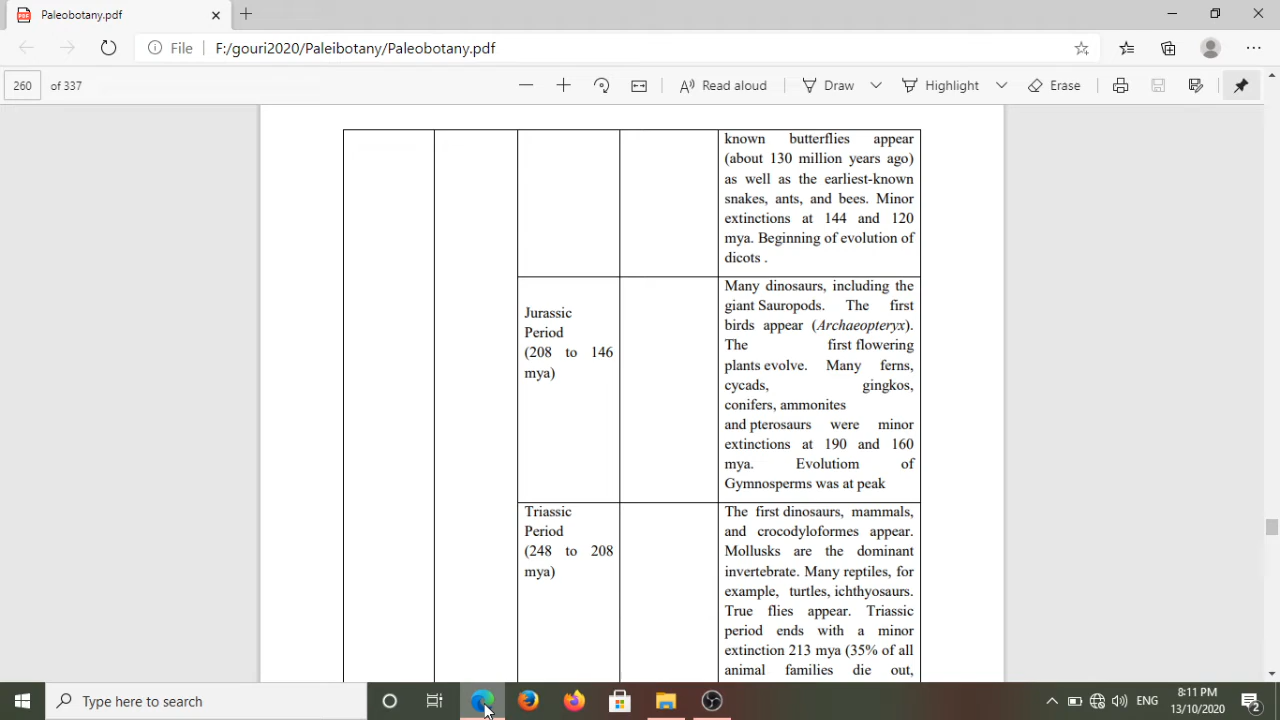 Paleobotany.pdf
File
F:/gouri2020/Paleibotany/Paleobotany.pdf
260 of 337
Read aloud
Draw
Highlight
Erase
known butterflies appear
(about 130 million years ago)
as well as the earliest-known
snakes, ants, and bees. Minor
extinctions at 144 and 120
mya. Beginning of evolution of
dicots .
Jurassic
Period
(208 to 146
mya)
Many dinosaurs, including the
giant Sauropods. The first
birds appear (Archaeopteryx).
The first flowering
plants evolve. Many ferns,
cycads, gingkos,
conifers, ammonites
and pterosaurs were minor
extinctions at 190 and 160
mya. Evolutiom of
Gymnosperms was at peak
Triassic
Period
(248 to 208
mya)
The first dinosaurs, mammals,
and crocodyloformes appear.
Mollusks are the dominant
invertebrate. Many reptiles, for
example, turtles, ichthyosaurs.
True flies appear. Triassic
period ends with a minor
extinction 213 mya (35% of all
animal families die out,
Type here to search
ENG
8:11 PM
13/10/2020
2